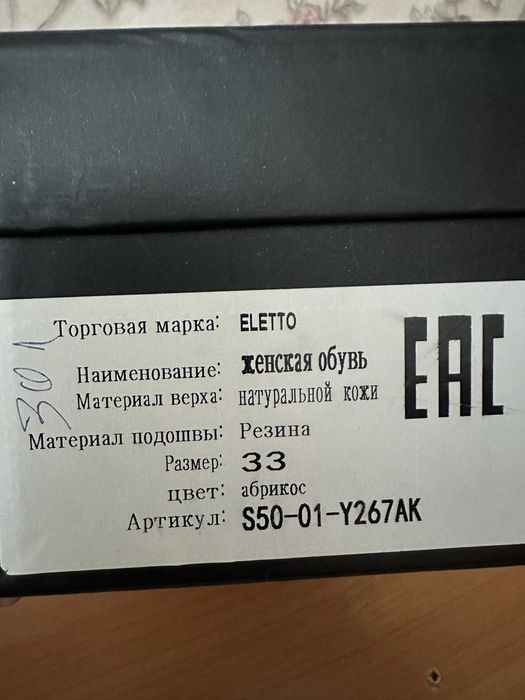 Торговая марка: ELETTO
Наименование: женская обувь
Материал верха: натуральной кожи
EAC
Материал подошвы: Резина
Размер: 33
цвет: абрикос
Артикул: S50-01-Y267AK